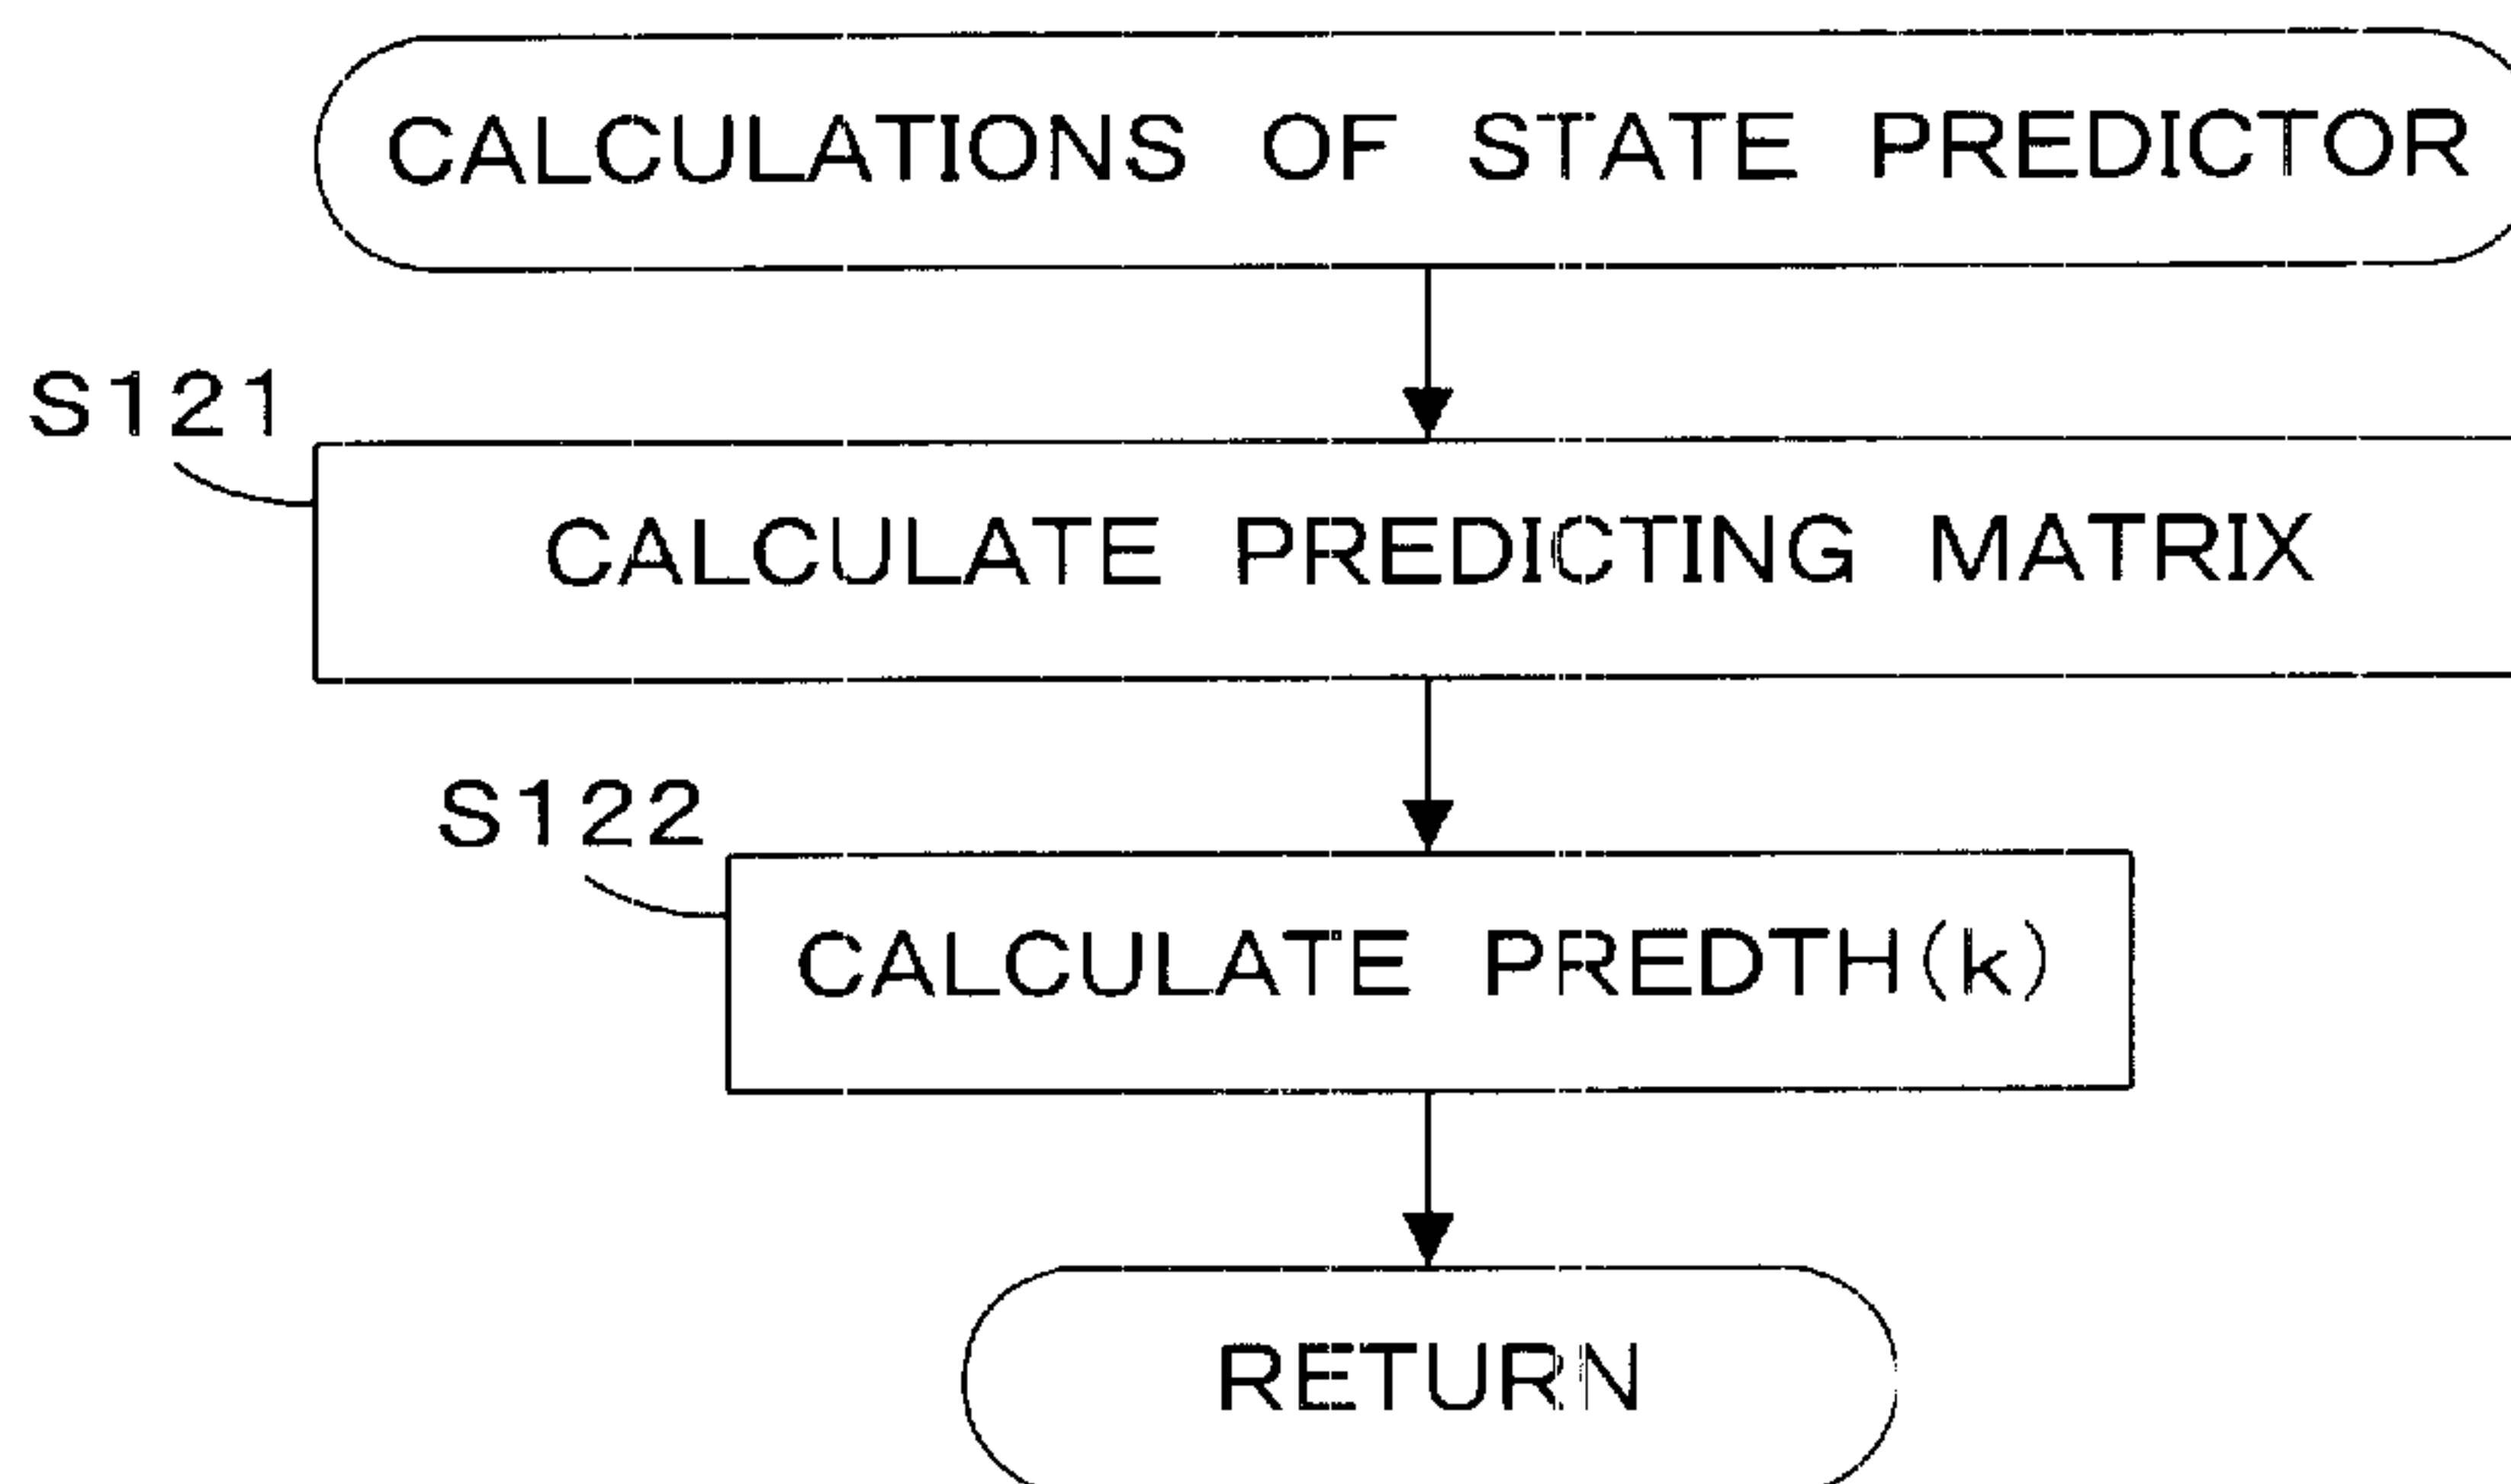 CALCULATIONS OF STATE PREDICTOR
S121
CALCULATE PREDICTING MATRIX
S122
CALCULATE PREDTH(k)
RETURN